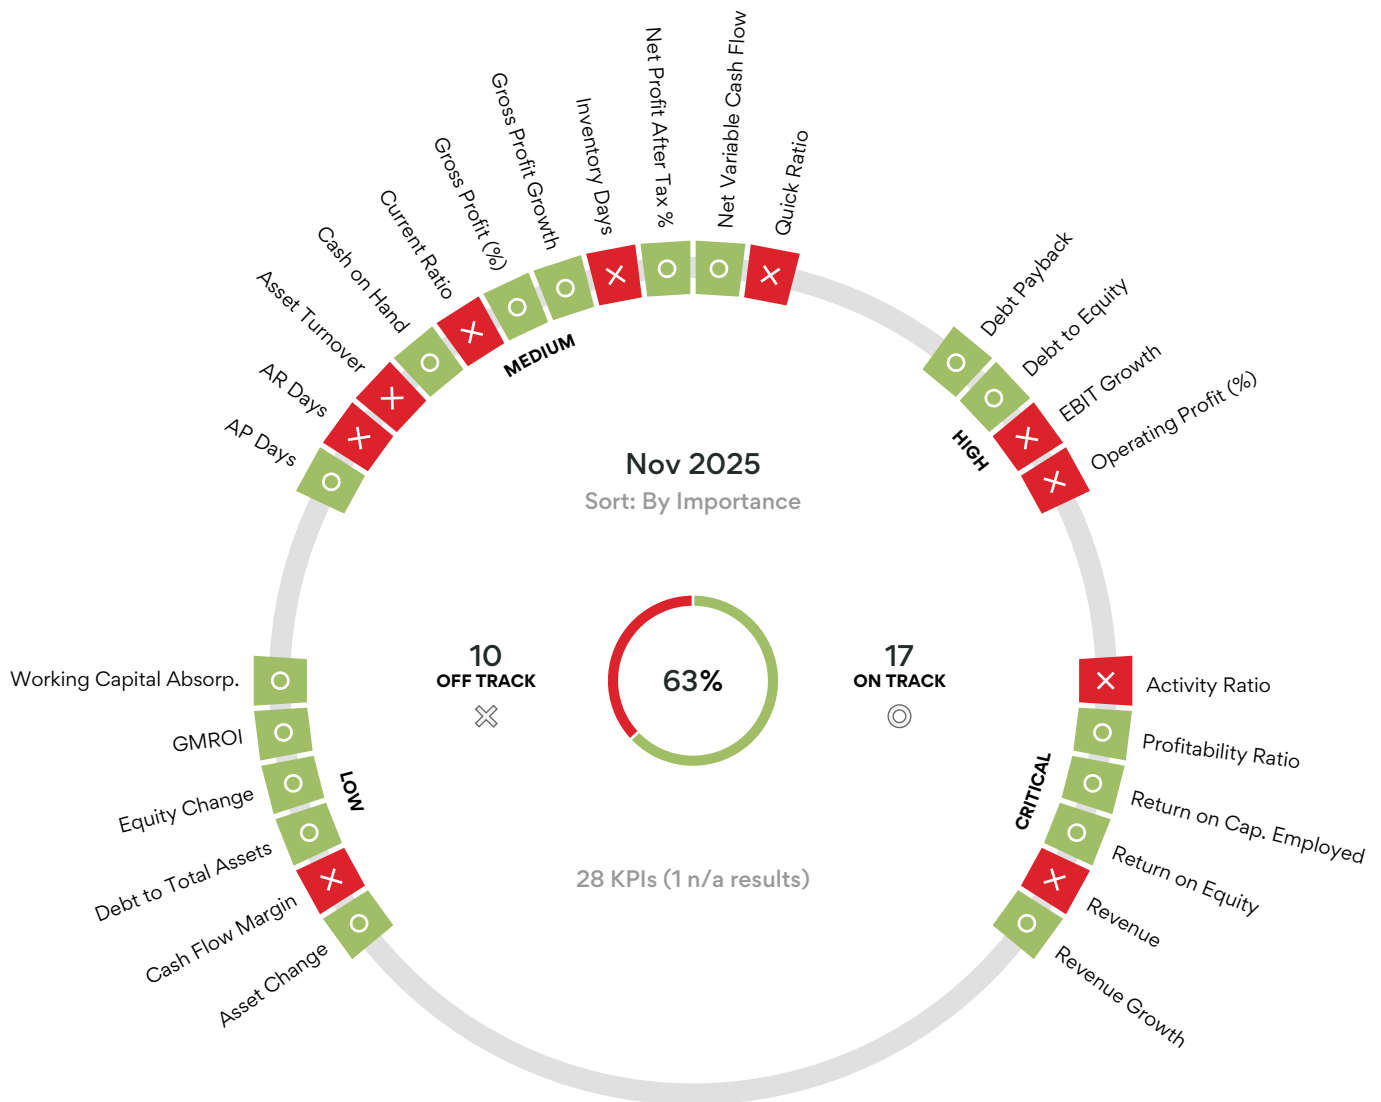 Net Variable Cash Flow
Net Profit After Tax %
Gross Profit Growth
Inventory Days
Quick Ratio
Gross Profit (%)
Current Ratio
Cash on Hand
Asset Turnover
AR Days
AP Days
MEDIUM
Debt Payback
Debt to Equity
EBIT Growth
Operating Profit (%)
HIGH
Nov 2025
Sort: By Importance
10
OFF TRACK
63%
17
ON TRACK
28 KPIs (1 n/a results)
Working Capital Absorp.
GMROI
Equity Change
Debt to Total Assets
Cash Flow Margin
Asset Change
LOW
Activity Ratio
Profitability Ratio
Return on Cap. Employed
Return on Equity
Revenue
Revenue Growth
CRITICAL